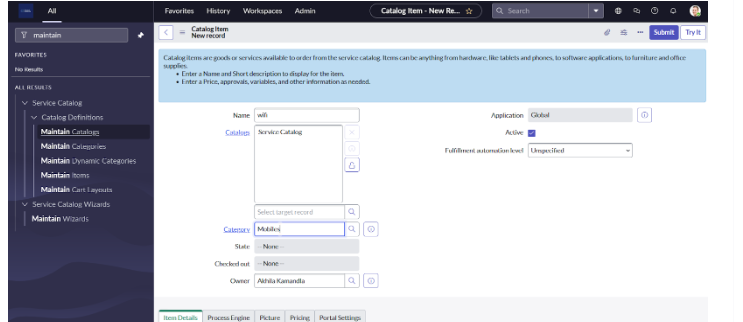 All
Favorites History Workspaces Admin
Catalog Item - New Re...
Search
maintain
Catalog Item
New record
Submit
Try It
FAVORITES
No Results
ALL RESULTS
Service Catalog
Catalog Definitions
Maintain Catalogs
Maintain Categories
Maintain Dynamic Categories
Maintain Items
Maintain Cart Layouts
Service Catalog Wizards
Maintain Wizards
Catalog items are goods or services available to order from the service catalog. Items can be anything from hardware, like tablets and phones, to software applications, to furniture and office
supplies.
• Enter a Name and Short description to display for the item.
• Enter a Price, approvals, variables, and other information as needed.
Name wifi
Application Global
Catalogs Service Catalog
Active
Fulfillment automation level Unspecified
Select target record
Category Mobiles
State -- None --
Checked out -- None --
Owner Akhila Kamandla
Item Details Process Engine Picture Pricing Portal Settings